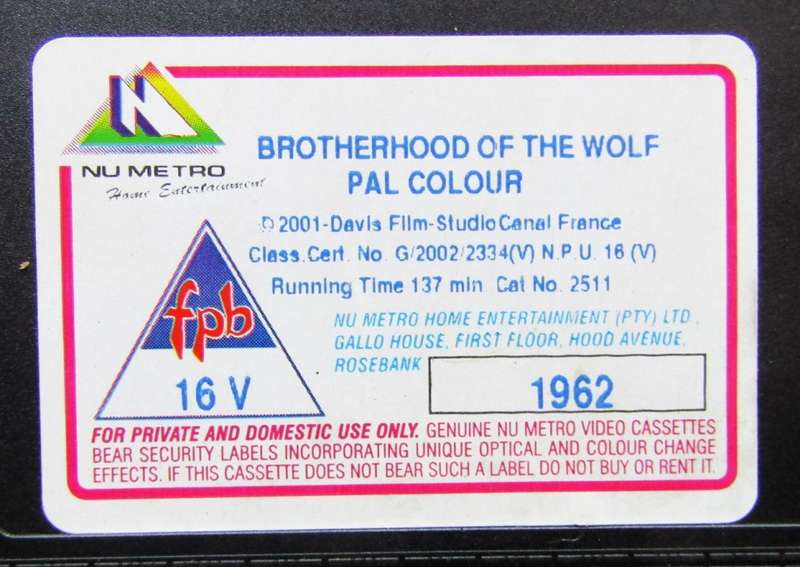 N
NU METRO
Home Entertainment
BROTHERHOOD OF THE WOLF
PAL COLOUR
© 2001-Davis Film-StudioCanal France
Class.Cert. No. G/2002/2334(V) N.P.U. 16 (V)
Running Time 137 min. Cat No. 2511
fpb
16 V
NU METRO HOME ENTERTAINMENT (PTY) LTD,
GALLO HOUSE, FIRST FLOOR, HOOD AVENUE,
ROSEBANK
1962
FOR PRIVATE AND DOMESTIC USE ONLY. GENUINE NU METRO VIDEO CASSETTES
BEAR SECURITY LABELS INCORPORATING UNIQUE OPTICAL AND COLOUR CHANGE
EFFECTS. IF THIS CASSETTE DOES NOT BEAR SUCH A LABEL DO NOT BUY OR RENT IT.